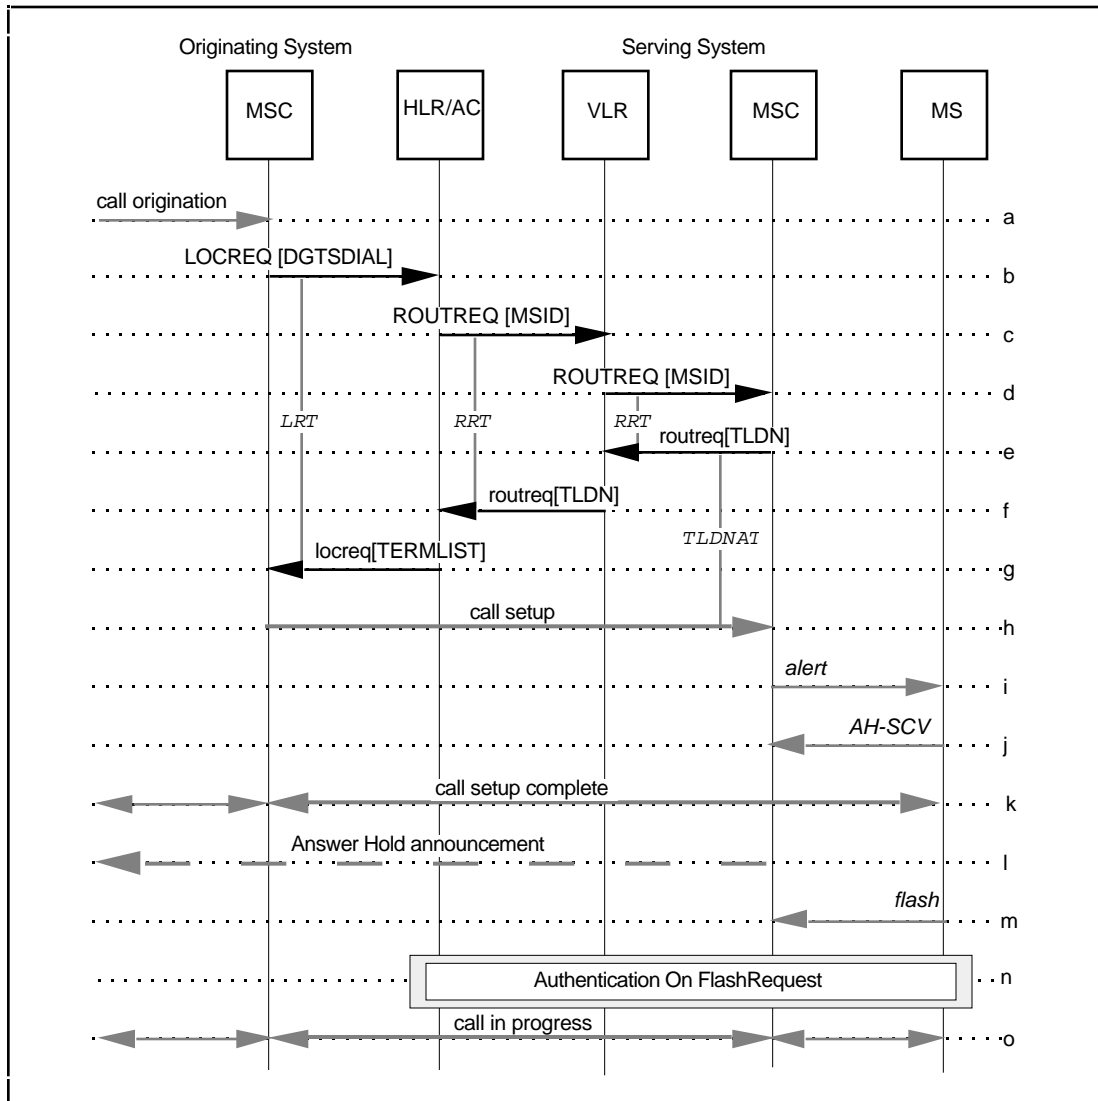 Originating System Serving System
MSC HLR/AC VLR MSC MS
call origination
a
LOCREQ [DGTSDIAL]
b
ROUTREQ [MSID]
c
ROUTREQ [MSID]
d
LRT RRT RRT
routreq[TLDN]
e
routreq[TLDN]
f
TLDNAT
locreq[TERMLIST]
g
call setup
h
alert
i
AH-SCV
j
call setup complete
k
Answer Hold announcement
l
flash
m
Authentication On FlashRequest
n
call in progress
o